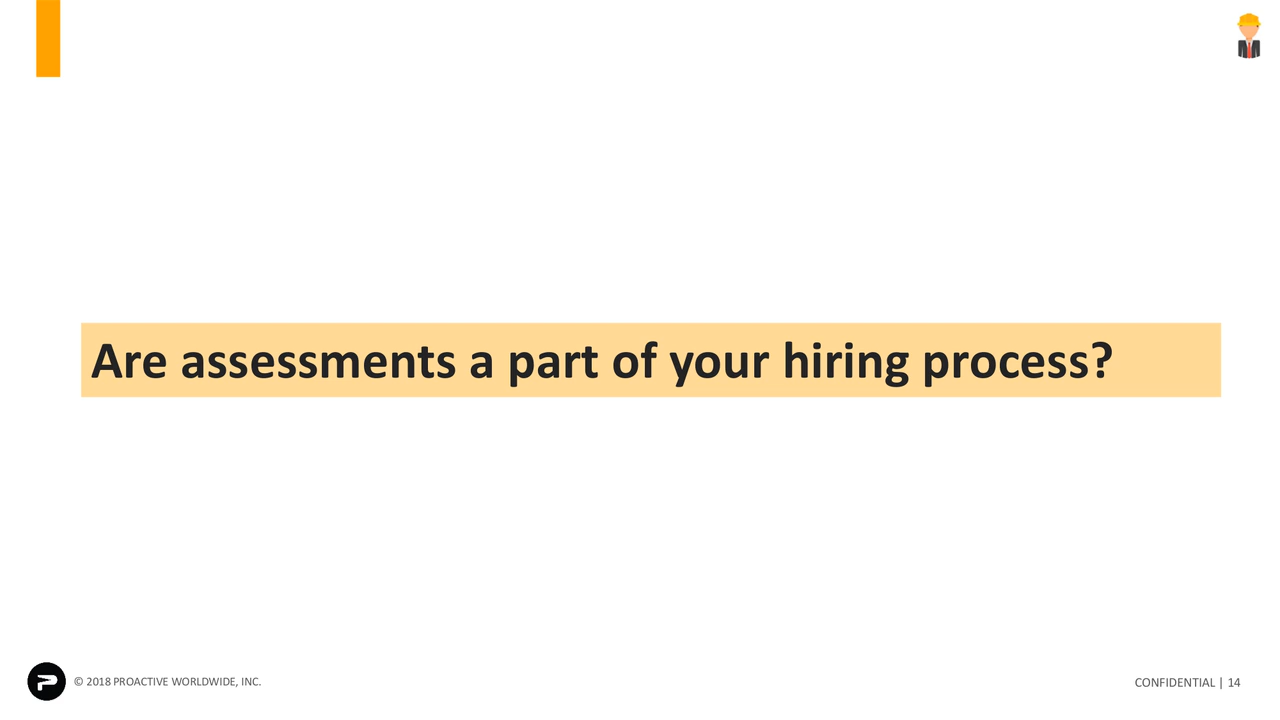 Are assessments a part of your hiring process?
© 2018 PROACTIVE WORLDWIDE, INC.
CONFIDENTIAL | 14